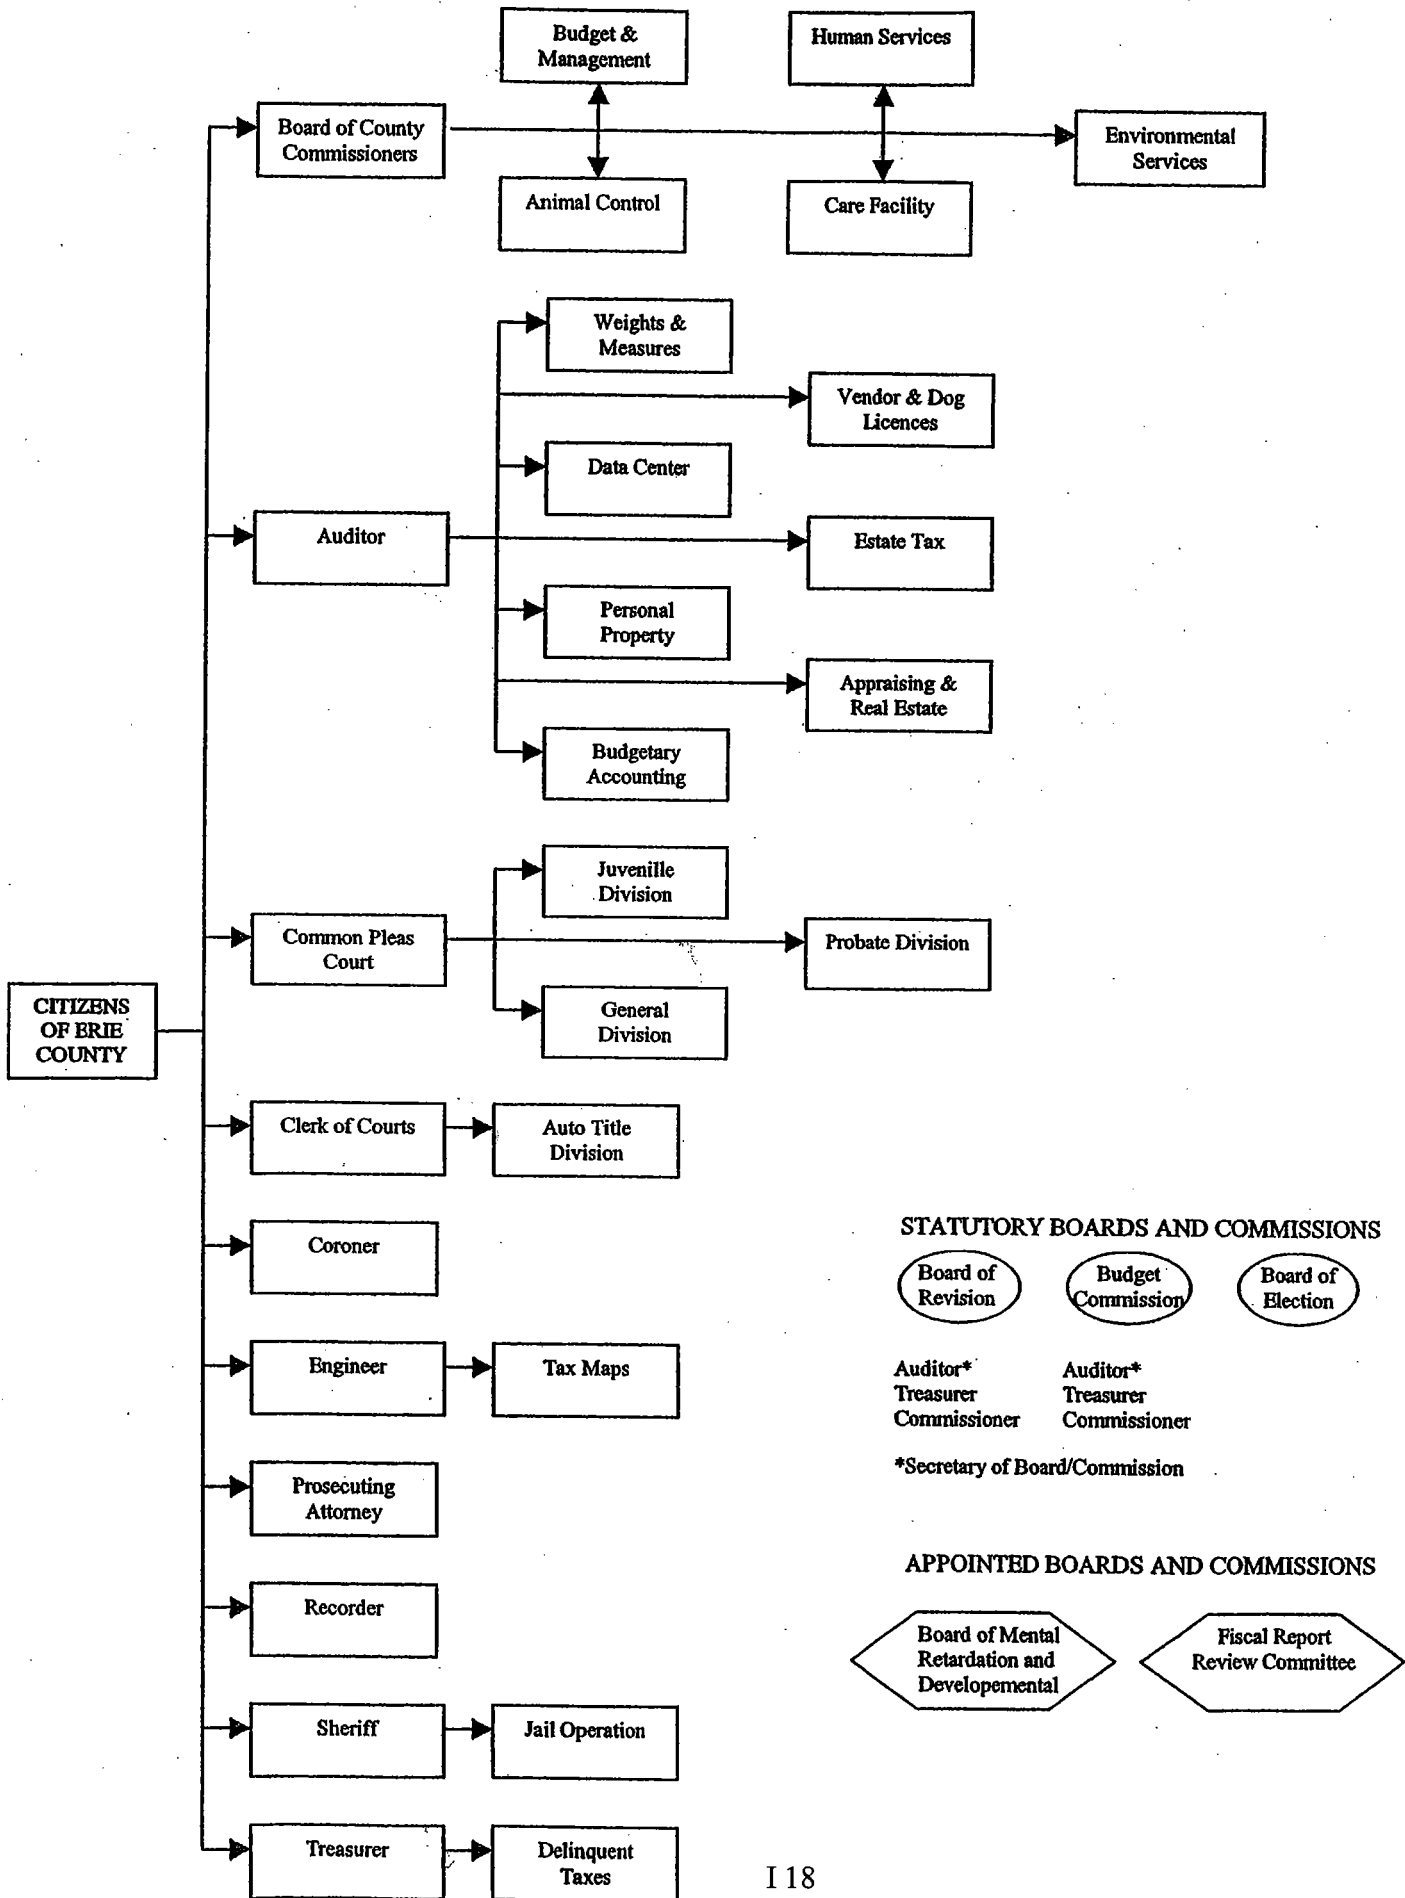 Budget &
Management
Human Services
Board of County
Commissioners
Environmental
Services
Animal Control
Care Facility
Weights &
Measures
Vendor & Dog
Licences
Data Center
Auditor
Estate Tax
Personal
Property
Appraising &
Real Estate
Budgetary
Accounting
Juvenille
Division
Common Pleas
Court
Probate Division
CITIZENS
OF ERIE
COUNTY
General
Division
Clerk of Courts
Auto Title
Division
Coroner
Engineer
Tax Maps
Prosecuting
Attorney
Recorder
Sheriff
Jail Operation
Treasurer
Delinquent
Taxes
STATUTORY BOARDS AND COMMISSIONS
Board of
Revision
Budget
Commission
Board of
Election
Auditor*
Treasurer
Commissioner
Auditor*
Treasurer
Commissioner
*Secretary of Board/Commission
APPOINTED BOARDS AND COMMISSIONS
Board of Mental
Retardation and
Developemental
Fiscal Report
Review Committee
I 18